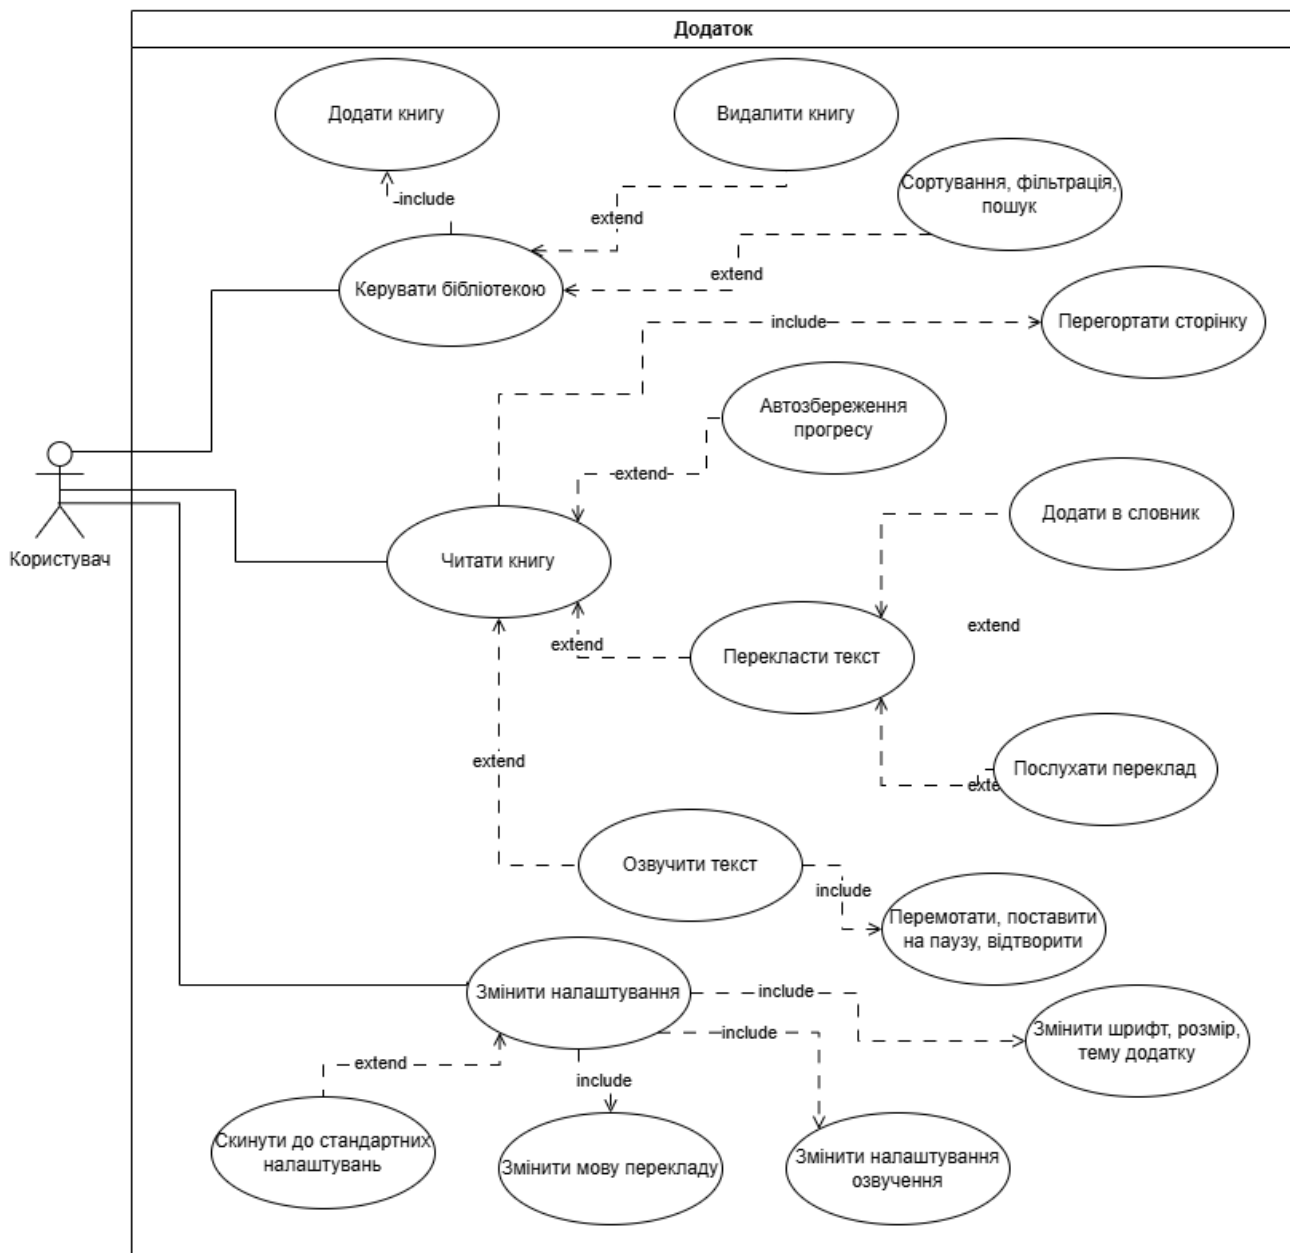 Додаток
Додати книгу
Видалити книгу
Сортування, фільтрація,
пошук
include
extend
extend
Керувати бібліотекою
include
Перегортати сторінку
Автозбереження
прогресу
extend
Додати в словник
Користувач
Читати книгу
extend
extend
Перекласти текст
extend
Послухати переклад
exte
Озвучити текст
include
Перемотати, поставити
на паузу, відтворити
Змінити налаштування
include
include
Змінити шрифт, розмір,
тему додатку
extend
include
Скинути до стандартних
налаштувань
Змінити мову перекладу
Змінити налаштування
озвучення